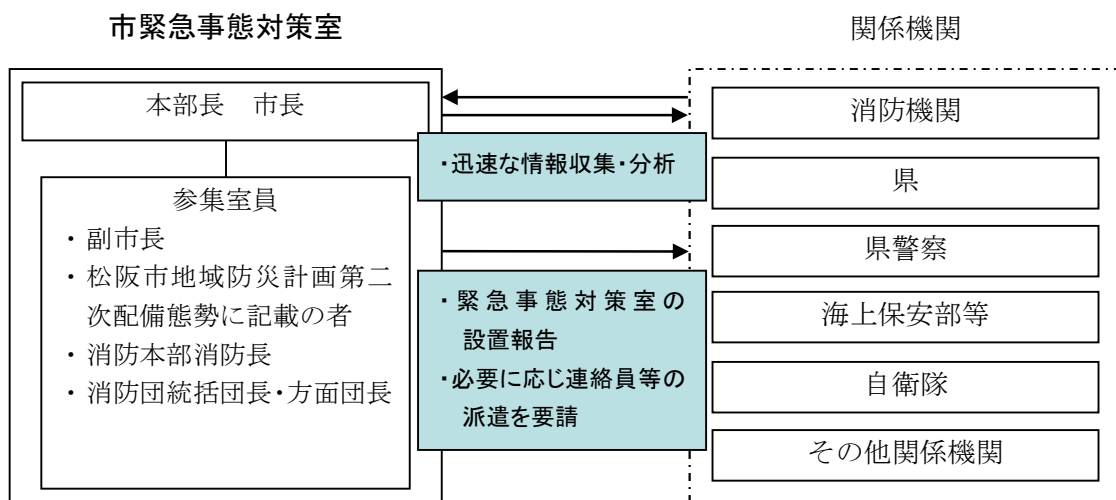 市緊急事態対策室
関係機関
本部長　市長
参集室員
・副市長
・松阪市地域防災計画第二
次配備態勢に記載の者
・消防本部消防長
・消防団統括団長・方面団長
・迅速な情報収集・分析
・緊急事態対策室の
設置報告
・必要に応じ連絡員等の
派遣を要請
消防機関
県
県警察
海上保安部等
自衛隊
その他関係機関